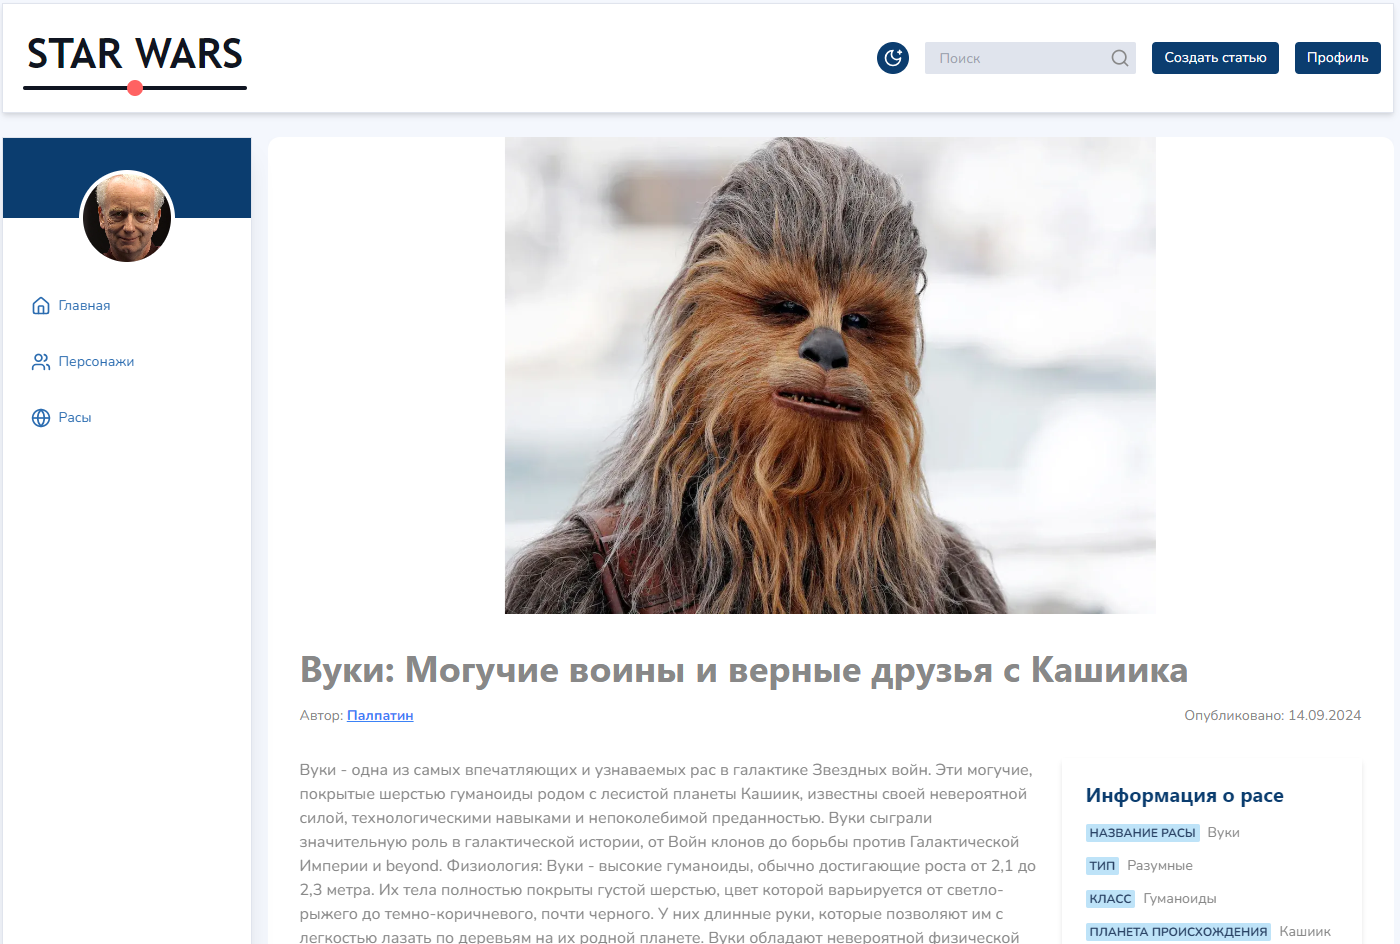 STAR WARS
Поиск
Создать статью
Профиль
Главная
Персонажи
Расы
Вуки: Могучие воины и верные друзья с Кашиика
Автор: Палпатин
Опубликовано: 14.09.2024
Вуки - одна из самых впечатляющих и узнаваемых рас в галактике Звездных войн. Эти могучие,
покрытые шерстью гуманоиды родом с лесистой планеты Кашиик, известны своей невероятной
силой, технологическими навыками и непоколебимой преданностью. Вуки сыграли
значительную роль в галактической истории, от Войн клонов до борьбы против Галактической
Империи и beyond. Физиология: Вуки - высокие гуманоиды, обычно достигающие роста от 2,1 до
2,3 метра. Их тела полностью покрыты густой шерстью, цвет которой варьируется от светло-
рыжего до темно-коричневого, почти черного. У них длинные руки, которые позволяют им с
легкостью лазать по деревьям на их родной планете. Вуки обладают невероятной физической
Информация о расе
НАЗВАНИЕ РАСЫ Вуки
ТИП Разумные
КЛАСС Гуманоиды
ПЛАНЕТА ПРОИСХОЖДЕНИЯ Кашиик